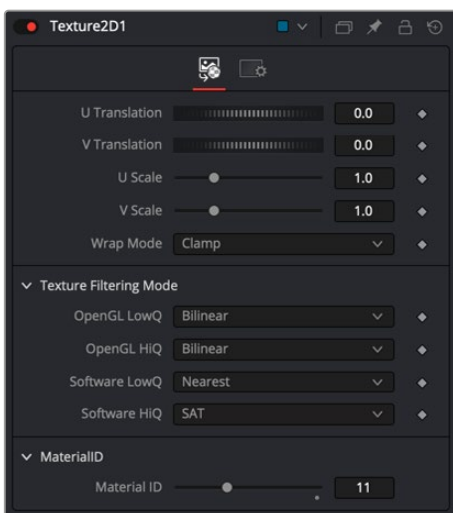 Texture2D1
U Translation 0.0
V Translation 0.0
U Scale 1.0
V Scale 1.0
Wrap Mode Clamp
Texture Filtering Mode
OpenGL LowQ Bilinear
OpenGL HiQ Bilinear
Software LowQ Nearest
Software HiQ SAT
MaterialID
Material ID 11